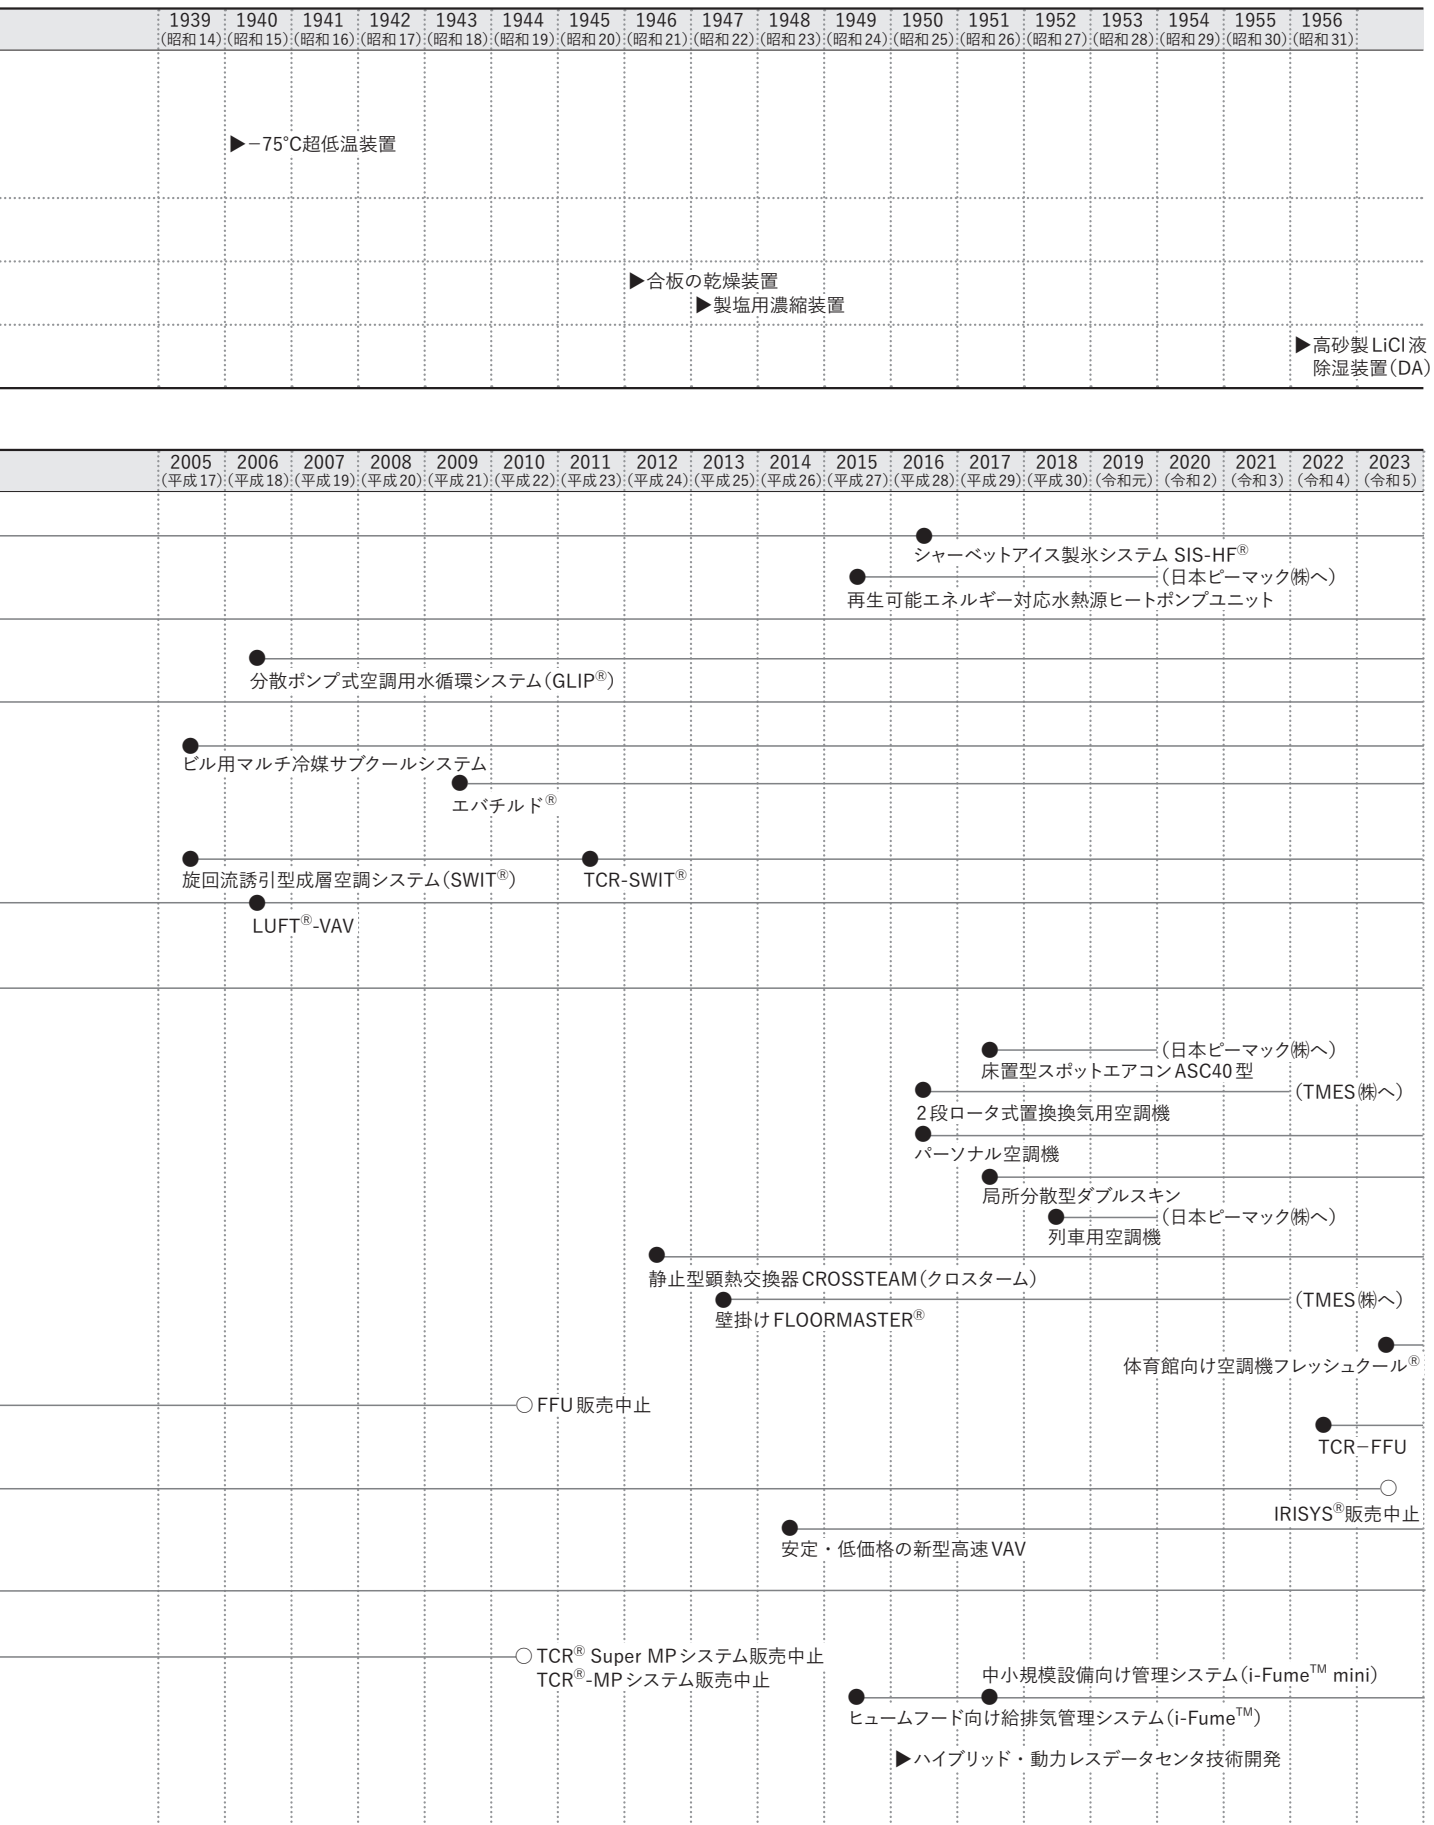 1939 1940 1941 1942 1943 1944 1945 1946 1947 1948 1949 1950 1951 1952 1953 1954 1955 1956
(昭和14) (昭和15) (昭和16) (昭和17) (昭和18) (昭和19) (昭和20) (昭和21) (昭和22) (昭和23) (昭和24) (昭和25) (昭和26) (昭和27) (昭和28) (昭和29) (昭和30) (昭和31)
▶−75℃超低温装置
▶合板の乾燥装置
▶製塩用濃縮装置
▶高砂製LiCl液
除湿装置(DA)
2005 2006 2007 2008 2009 2010 2011 2012 2013 2014 2015 2016 2017 2018 2019 2020 2021 2022 2023
(平成17) (平成18) (平成19) (平成20) (平成21) (平成22) (平成23) (平成24) (平成25) (平成26) (平成27) (平成28) (平成29) (平成30) (令和元) (令和2) (令和3) (令和4) (令和5)
シャーベットアイス製氷システム SIS-HF®
(日本ピーマック㈱へ)
再生可能エネルギー対応水熱源ヒートポンプユニット
分散ポンプ式空調用水循環システム(GLIP®)
ビル用マルチ冷媒サブクールシステム
エバチルド®
旋回流誘引型成層空調システム(SWIT®) TCR-SWIT®
LUFT®-VAV
(日本ピーマック㈱へ)
床置型スポットエアコンASC40型
(TMES㈱へ)
2段ロータ式置換換気用空調機
パーソナル空調機
局所分散型ダブルスキン
(日本ピーマック㈱へ)
列車用空調機
静止型顕熱交換器CROSSTEAM(クロスターム)
(TMES㈱へ)
壁掛けFLOORMASTER®
体育館向け空調機フレッシュクール®
FFU販売中止
TCR−FFU
IRISYS®販売中止
安定・低価格の新型高速VAV
TCR® Super MPシステム販売中止
TCR®-MPシステム販売中止
中小規模設備向け管理システム(i-Fume™ mini)
ヒュームフード向け給排気管理システム(i-Fume™)
▶ハイブリッド・動力レスデータセンタ技術開発